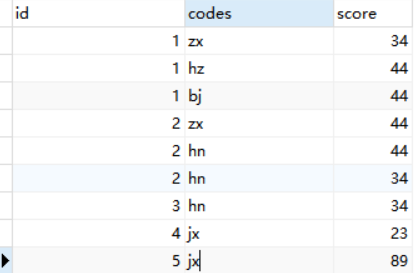 id codes score
1 zx 34
1 hz 44
1 bj 44
2 zx 44
2 hn 44
2 hn 34
3 hn 34
4 jx 23
5 jx 89